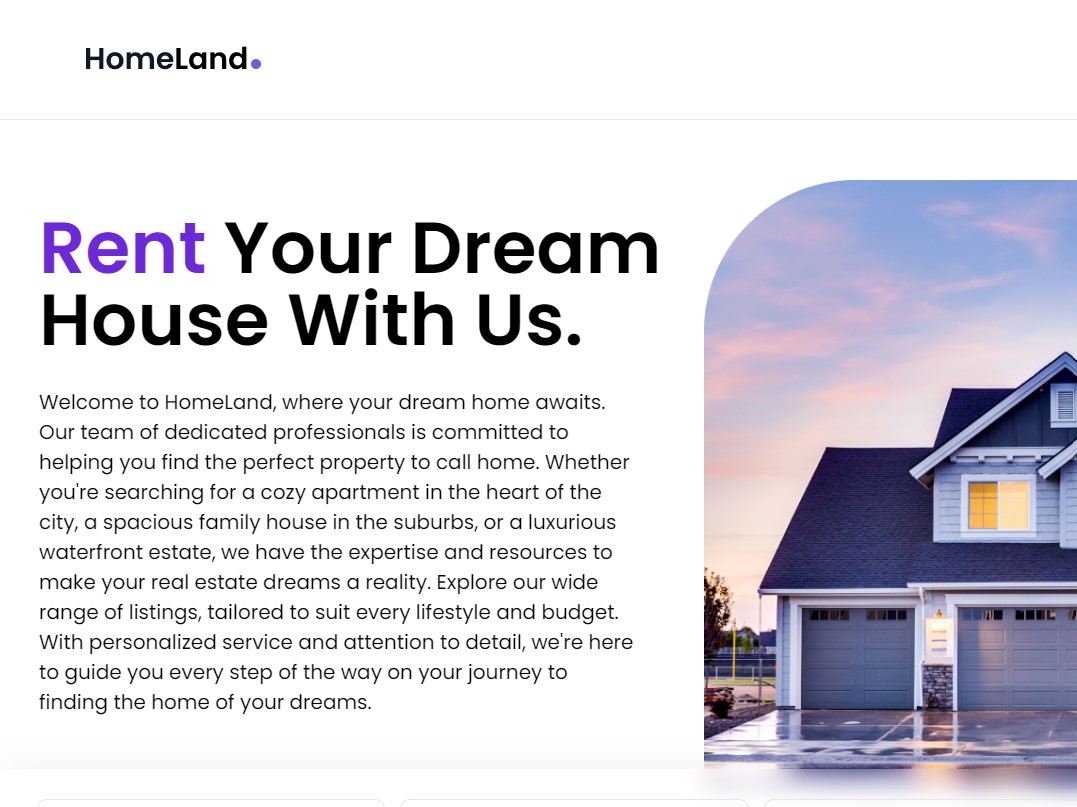 HomeLand
Rent Your Dream
House With Us.
Welcome to HomeLand, where your dream home awaits.
Our team of dedicated professionals is committed to
helping you find the perfect property to call home. Whether
you're searching for a cozy apartment in the heart of the
city, a spacious family house in the suburbs, or a luxurious
waterfront estate, we have the expertise and resources to
make your real estate dreams a reality. Explore our wide
range of listings, tailored to suit every lifestyle and budget.
With personalized service and attention to detail, we're here
to guide you every step of the way on your journey to
finding the home of your dreams.